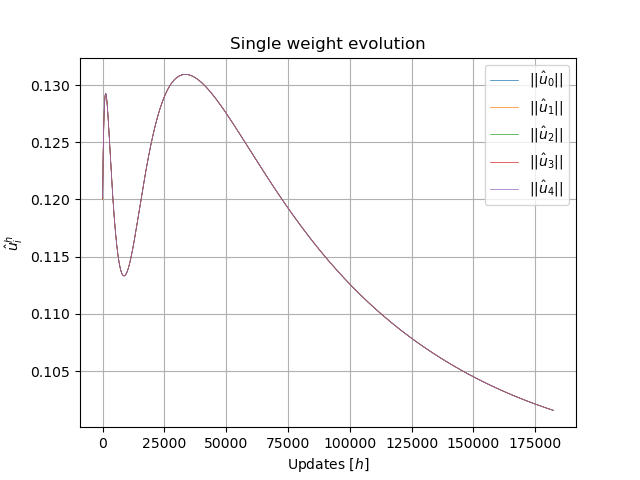 Single weight evolution
0.130
0.125
0.120
0.115
0.110
0.105
û_i^h
0 25000 50000 75000 100000 125000 150000 175000
Updates [h]
||û₀||
||û₁||
||û₂||
||û₃||
||û₄||